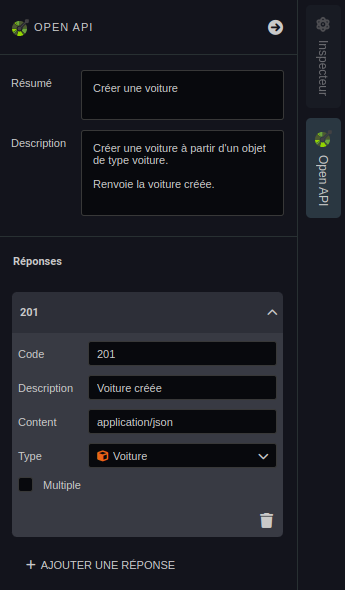 OPEN API
Résumé
Créer une voiture
Description
Créer une voiture à partir d'un objet
de type voiture.
Renvoie la voiture créée.
Réponses
201
Code
201
Description
Voiture créée
Content
application/json
Type
Voiture
Multiple
+ AJOUTER UNE RÉPONSE
Inspecteur
Open API